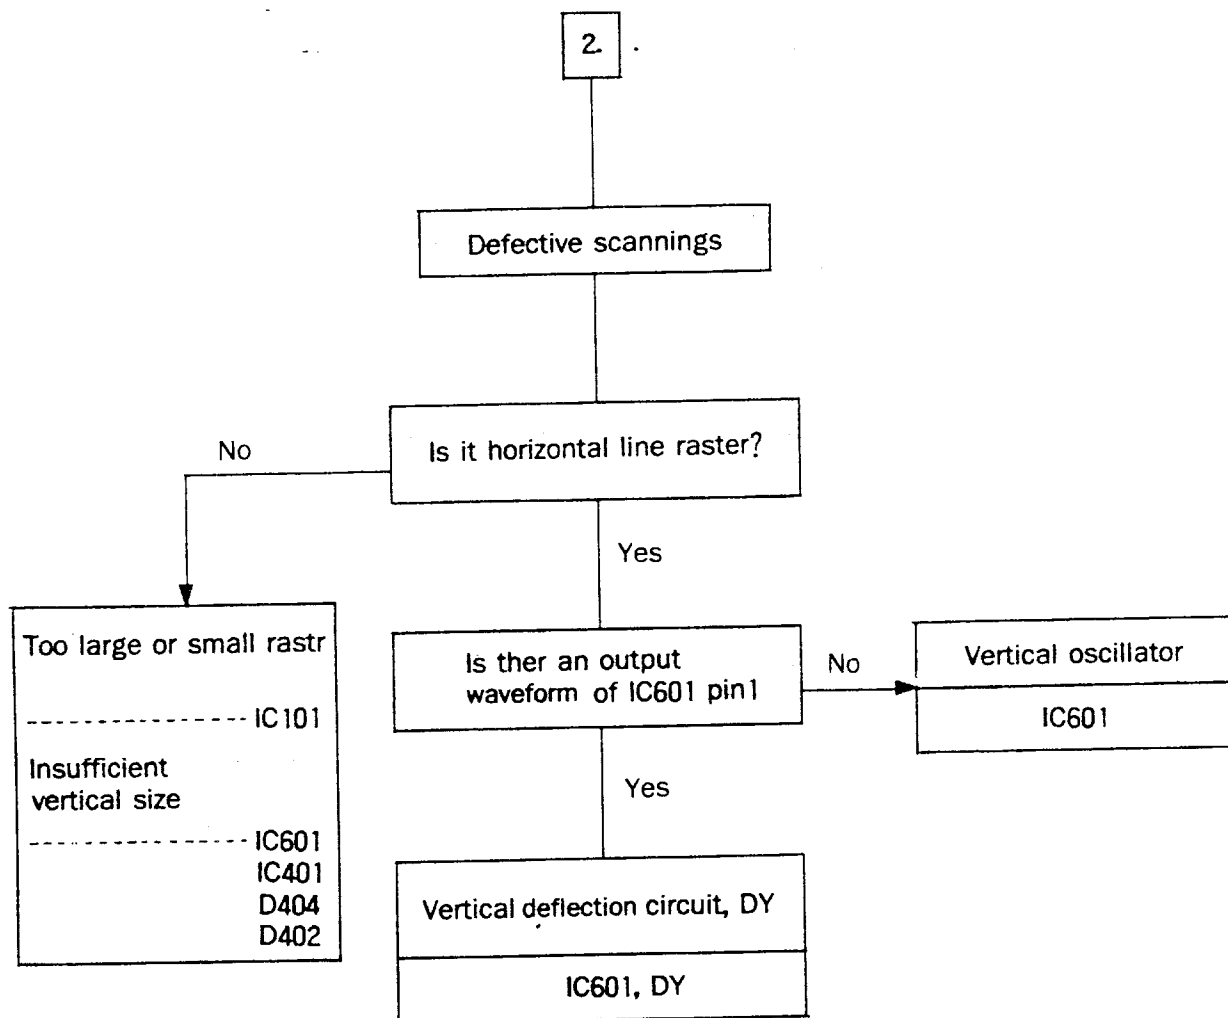 2.
Defective scannings
Is it horizontal line raster?
No
Yes
Too large or small rastr
--------------------- IC101
Insufficient
vertical size
--------------------- IC601
IC401
D404
D402
Is ther an output
waveform of IC601 pin1
No
Vertical oscillator
IC601
Yes
Vertical deflection circuit, DY
IC601, DY